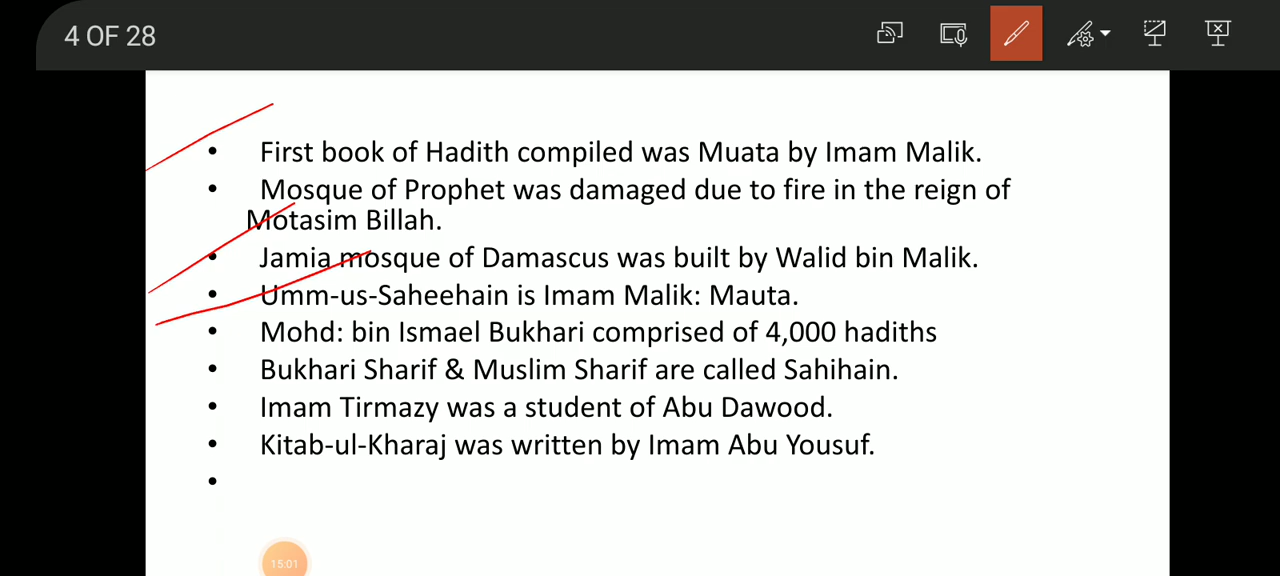 4 OF 28
• First book of Hadith compiled was Muata by Imam Malik.
• Mosque of Prophet was damaged due to fire in the reign of
Motasim Billah.
• Jamia mosque of Damascus was built by Walid bin Malik.
• Umm-us-Saheehain is Imam Malik: Mauta.
• Mohd: bin Ismael Bukhari comprised of 4,000 hadiths
• Bukhari Sharif & Muslim Sharif are called Sahihain.
• Imam Tirmazy was a student of Abu Dawood.
• Kitab-ul-Kharaj was written by Imam Abu Yousuf.
•
15:01